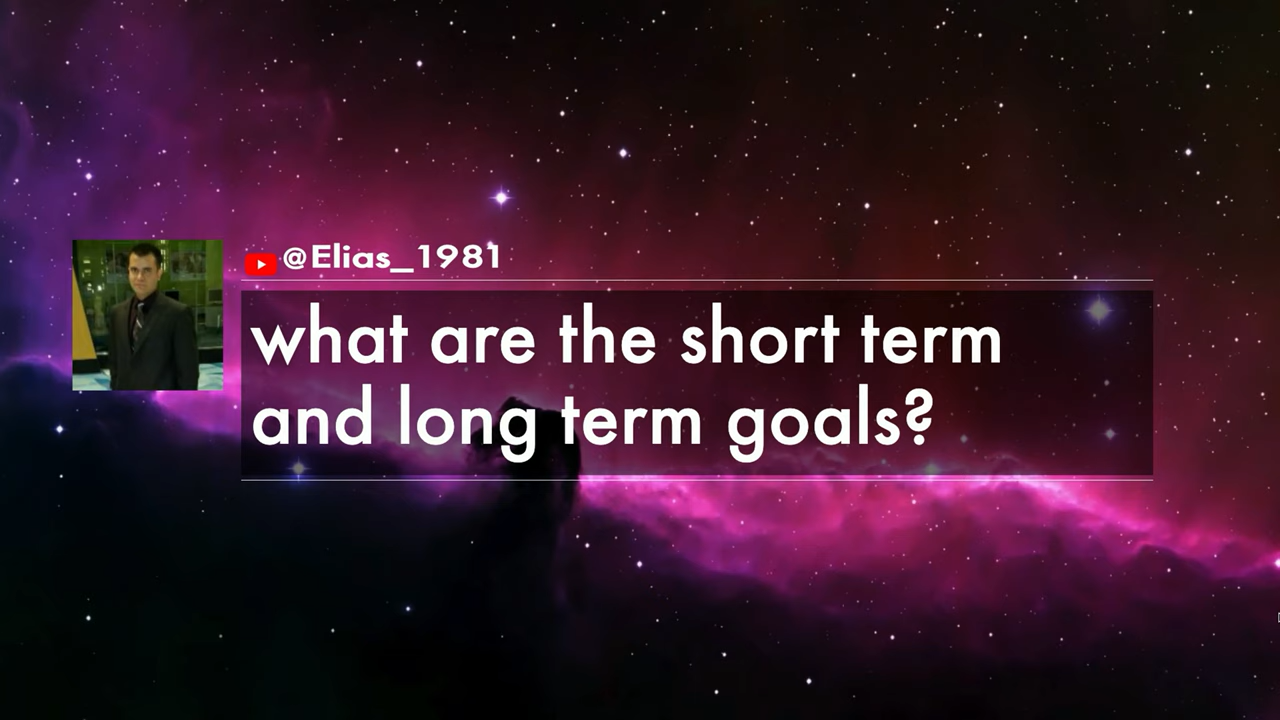 @Elias_1981
what are the short term
and long term goals?